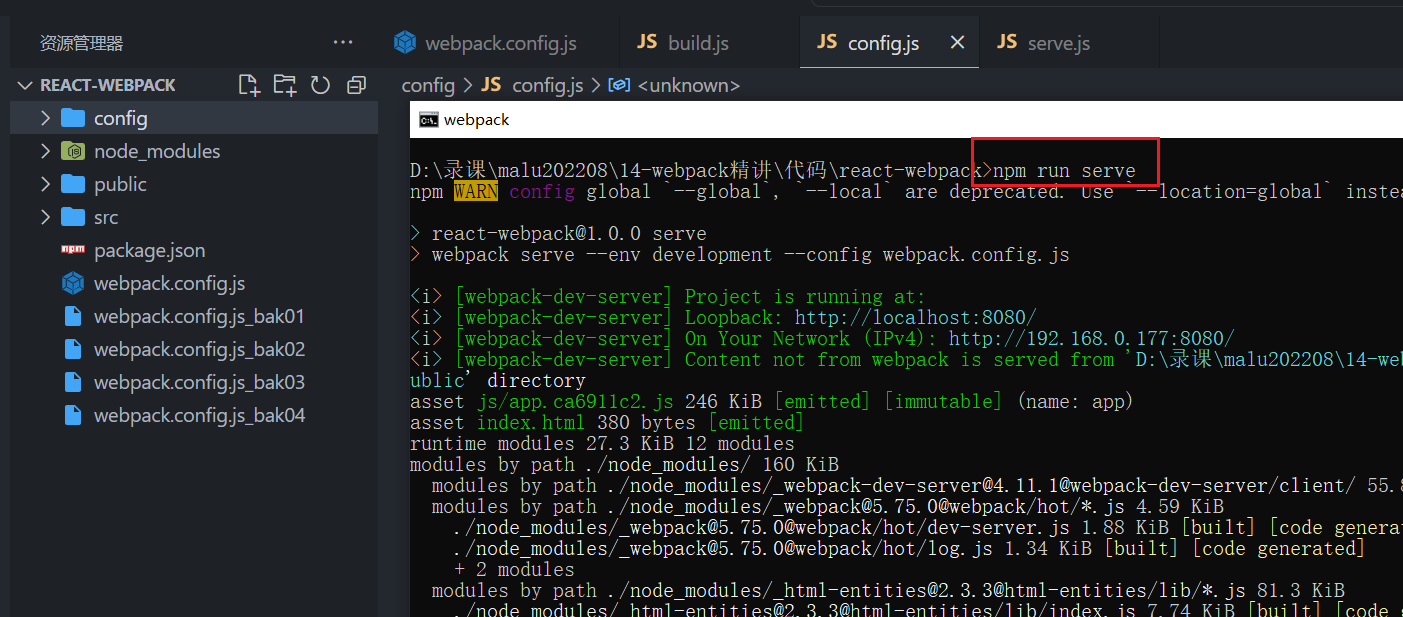 资源管理器 ···
webpack.config.js JS build.js JS config.js JS serve.js
REACT-WEBPACK
config > JS config.js > <unknown>
config
node_modules
public
src
package.json
webpack.config.js
webpack.config.js_bak01
webpack.config.js_bak02
webpack.config.js_bak03
webpack.config.js_bak04
webpack
D:\录课\malu202208\14-webpack精讲\代码\react-webpack>npm run serve
npm WARN config global `--global`, `--local` are deprecated. Use `--location=global` instea
> react-webpack@1.0.0 serve
> webpack serve --env development --config webpack.config.js
<i> [webpack-dev-server] Project is running at:
<i> [webpack-dev-server] Loopback: http://localhost:8080/
<i> [webpack-dev-server] On Your Network (IPv4): http://192.168.0.177:8080/
<i> [webpack-dev-server] Content not from webpack is served from 'D:\录课\malu202208\14-we
ublic' directory
asset js/app.ca6911c2.js 246 KiB [emitted] [immutable] (name: app)
asset index.html 380 bytes [emitted]
runtime modules 27.3 KiB 12 modules
modules by path ./node_modules/ 160 KiB
modules by path ./node_modules/_webpack-dev-server@4.11.1@webpack-dev-server/client/ 55.8
modules by path ./node_modules/_webpack@5.75.0@webpack/hot/*.js 4.59 KiB
./node_modules/_webpack@5.75.0@webpack/hot/dev-server.js 1.88 KiB [built] [code generat
./node_modules/_webpack@5.75.0@webpack/hot/log.js 1.34 KiB [built] [code generated]
+ 2 modules
modules by path ./node_modules/_html-entities@2.3.3@html-entities/lib/*.js 81.3 KiB
./node_modules/_html-entities@2.3.3@html-entities/lib/index.js 7.74 KiB [built] [code g